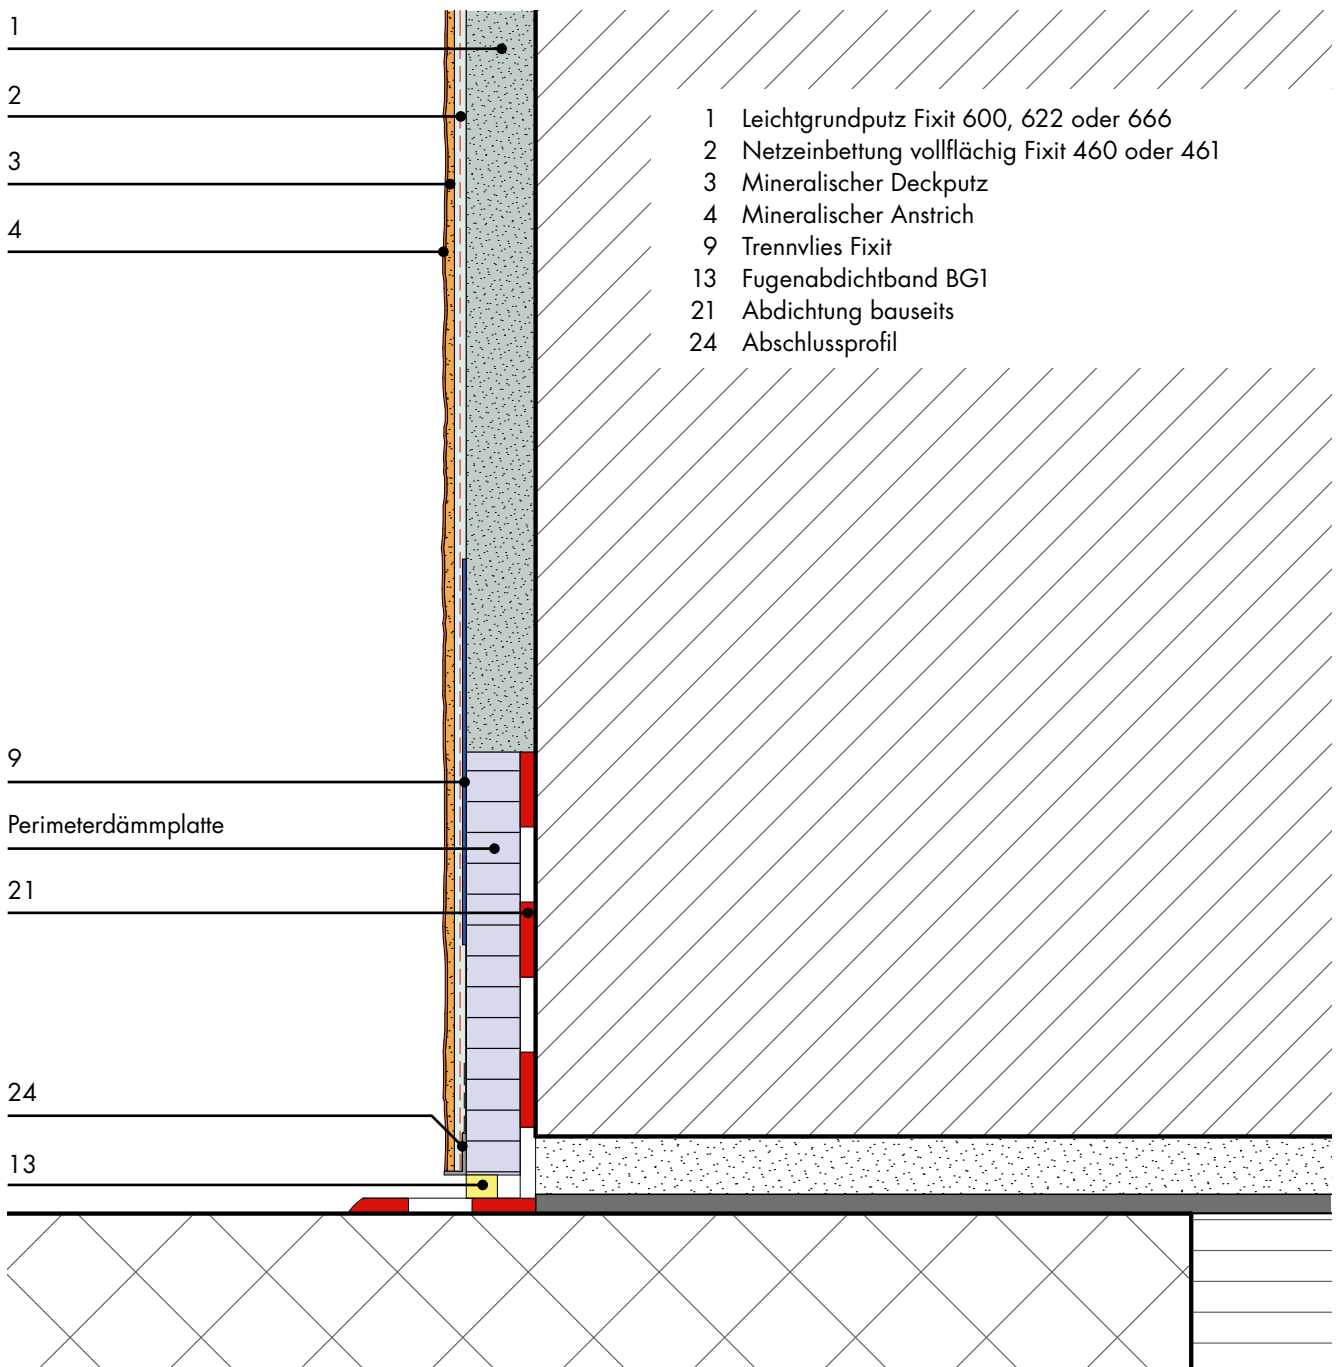 1
2
3
4
1 Leichtgrundputz Fixit 600, 622 oder 666
2 Netzeinbettung vollflächig Fixit 460 oder 461
3 Mineralischer Deckputz
4 Mineralischer Anstrich
9 Trennvlies Fixit
13 Fugenabdichtband BG1
21 Abdichtung bauseits
24 Abschlussprofil
9
Perimeterdämmplatte
21
24
13